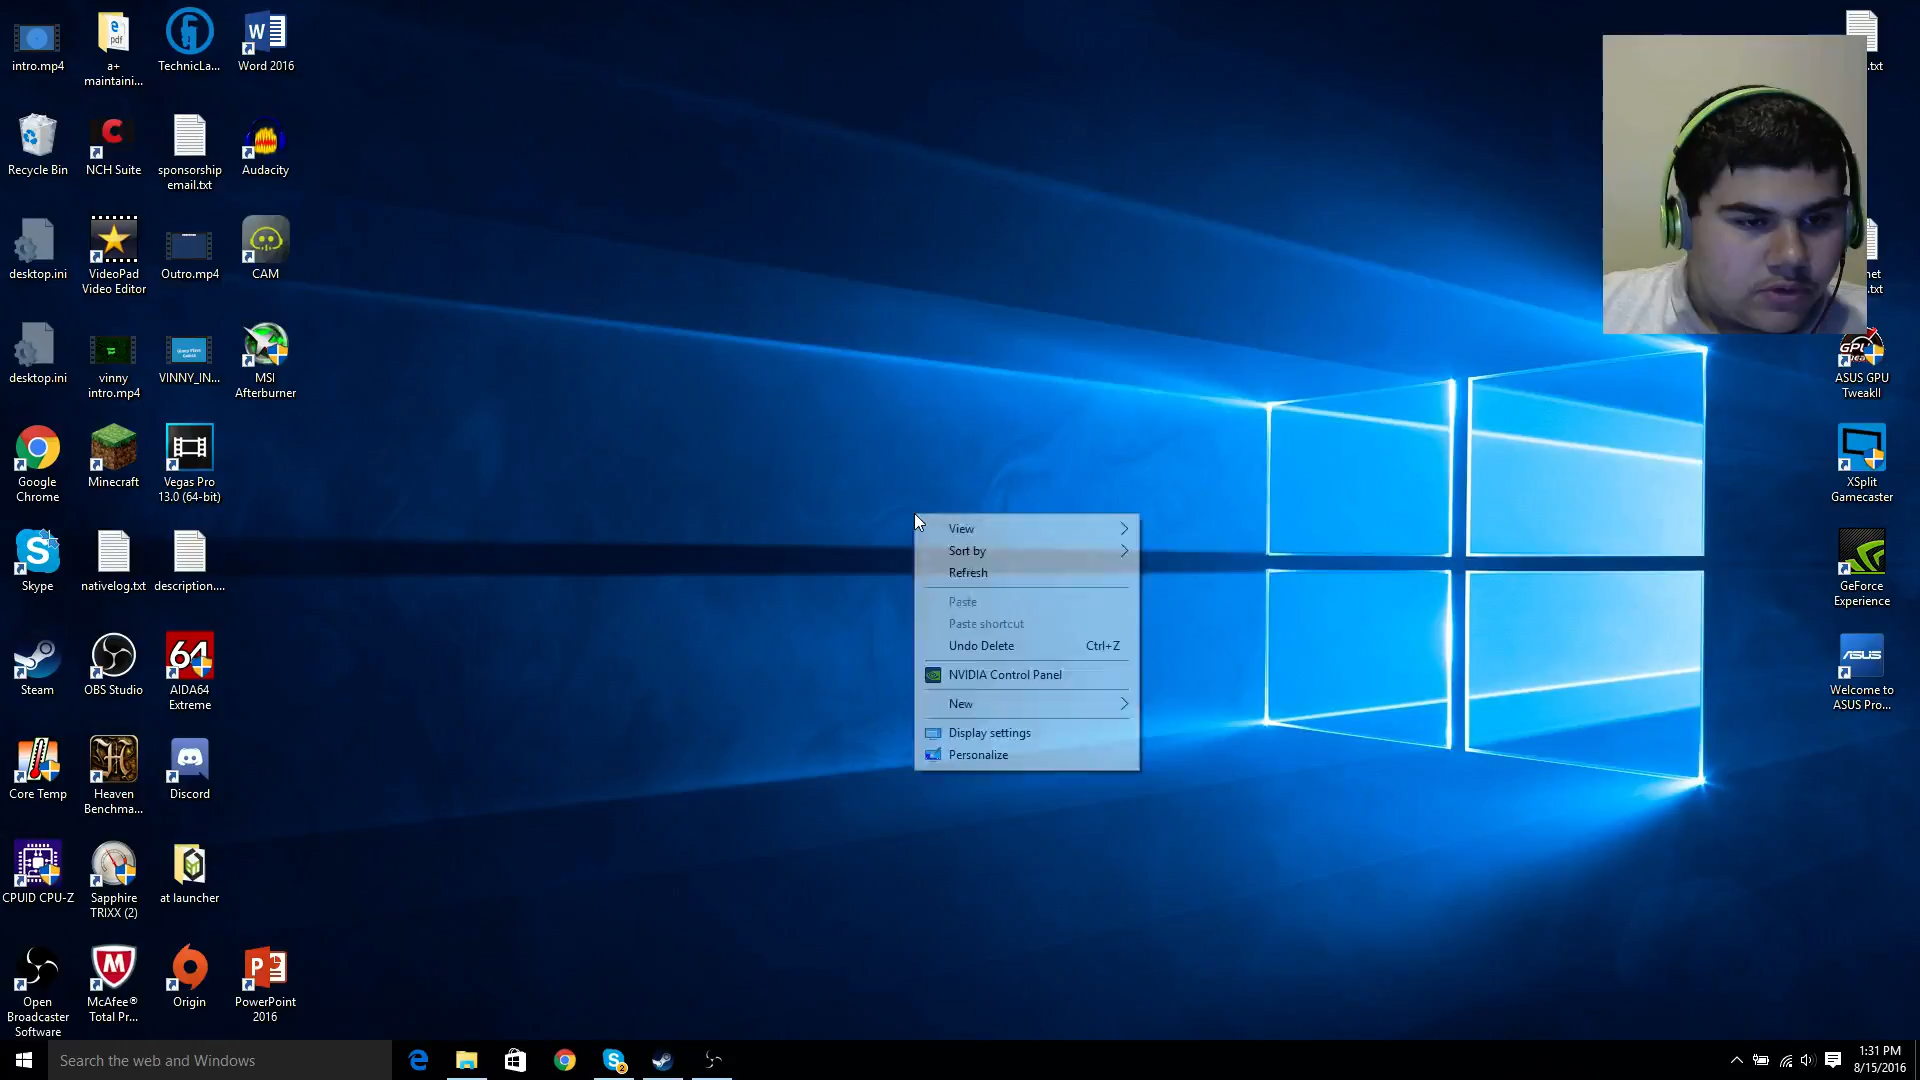 intro.mp4
a+
maintaini...
TechnicLa...
Word 2016
Recycle Bin
NCH Suite
sponsorship
email.txt
Audacity
desktop.ini
VideoPad
Video Editor
Outro.mp4
CAM
desktop.ini
vinny
intro.mp4
VINNY_IN...
MSI
Afterburner
Google
Chrome
Minecraft
Vegas Pro
13.0 (64-bit)
Skype
nativelog.txt
description....
Steam
OBS Studio
64
AIDA64
Extreme
Core Temp
Heaven
Benchma...
Discord
CPUID CPU-Z
Sapphire
TRIXX (2)
at launcher
Open
Broadcaster
Software
McAfee®
Total Pr...
Origin
PowerPoint
2016
View
Sort by
Refresh
Paste
Paste shortcut
Undo Delete Ctrl+Z
NVIDIA Control Panel
New
Display settings
Personalize
.txt
net
.txt
ASUS GPU
TweakII
XSplit
Gamecaster
GeForce
Experience
ASUS
Welcome to
ASUS Pro...
Search the web and Windows
2
1:31 PM
8/15/2016